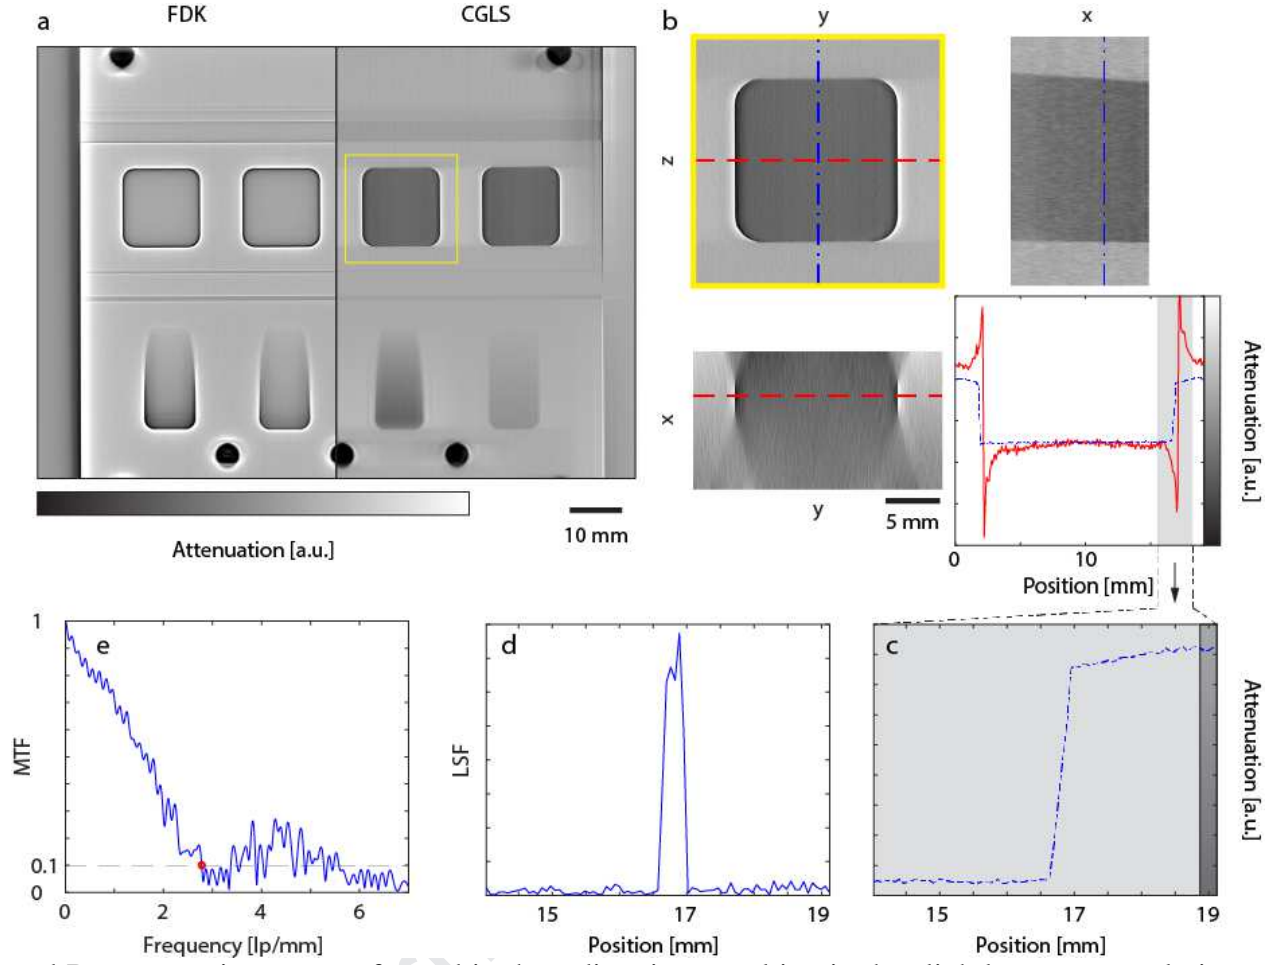 a
FDK
CGLS
b
y
x
z
10 mm
Attenuation [a.u.]
x
y
5 mm
Attenuation [a.u.]
0
10
Position [mm]
e
MTF
1
0.1
0
0
2
4
6
Frequency [lp/mm]
d
LSF
15
17
19
Position [mm]
c
Attenuation [a.u.]
15
17
19
Position [mm]